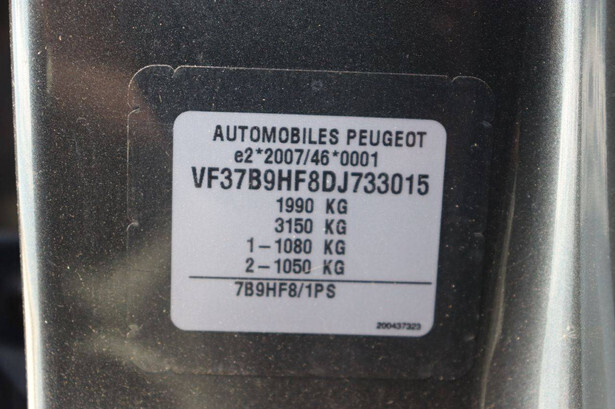 AUTOMOBILES PEUGEOT
e2*2007/46*0001
VF37B9HF8DJ733015
1990 KG
3150 KG
1-1080 KG
2-1050 KG
7B9HF8/1PS
200437323